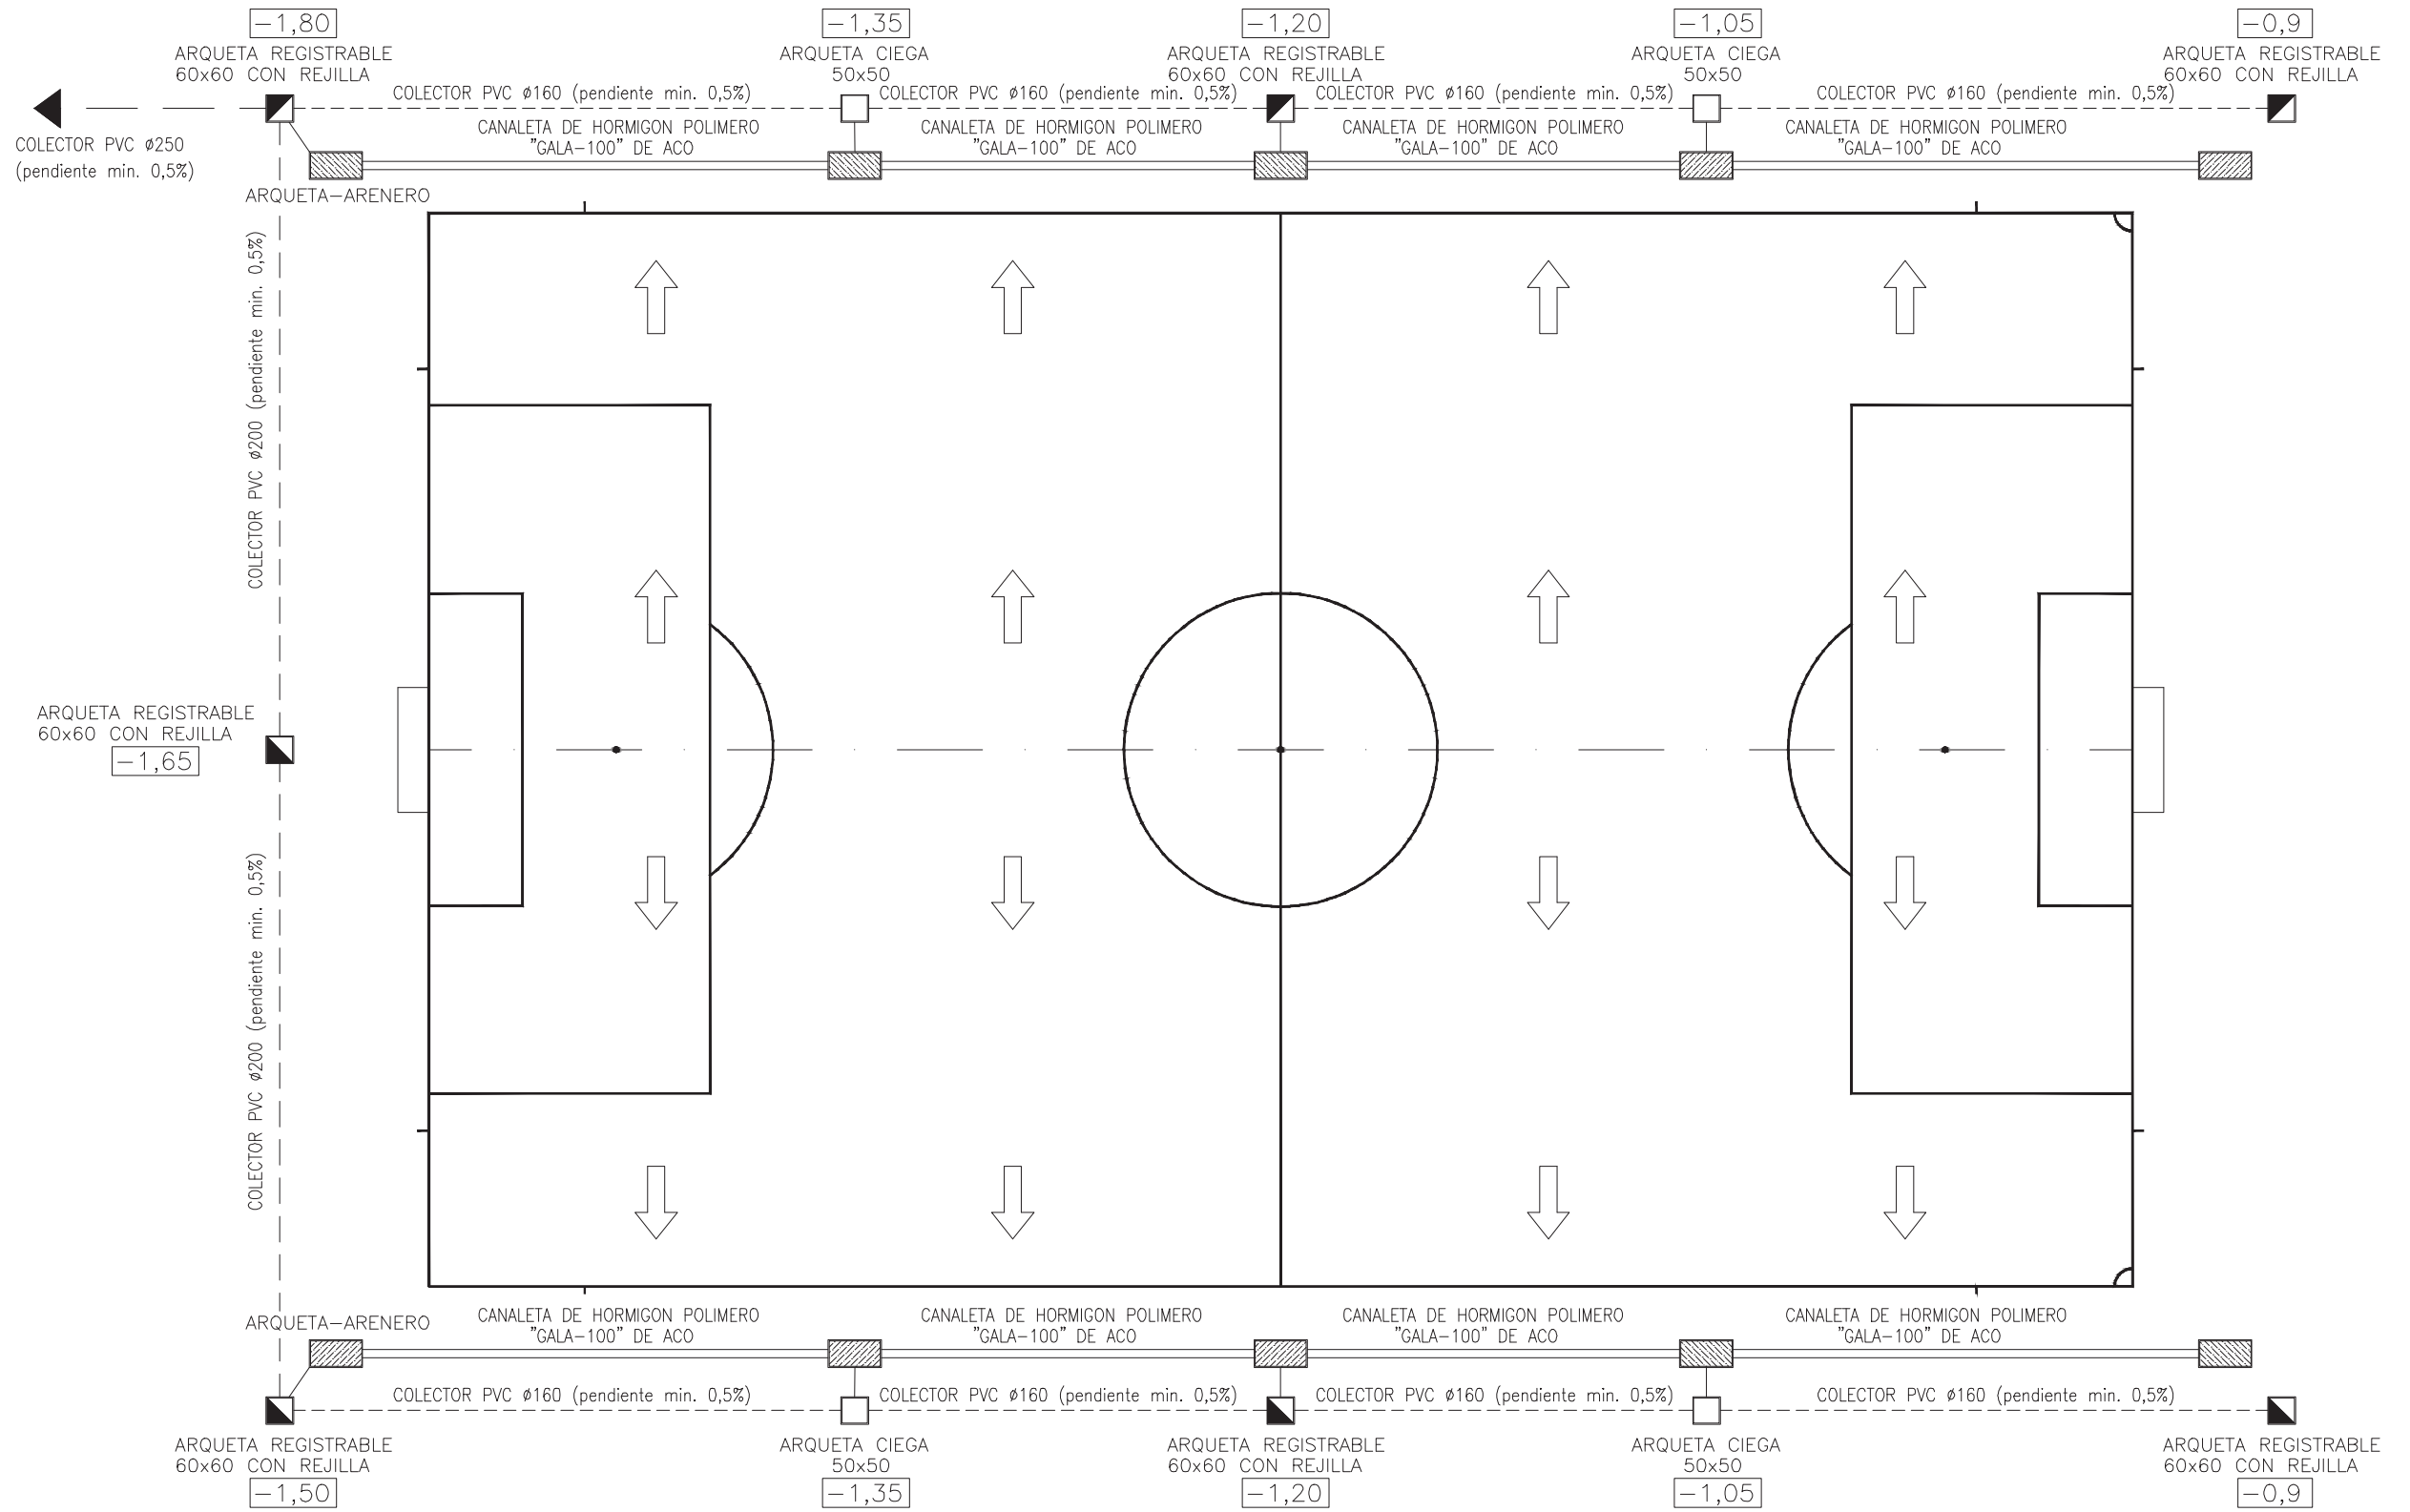 −1,80
ARQUETA REGISTRABLE
60x60 CON REJILLA
−1,35
ARQUETA CIEGA
50x50
−1,20
ARQUETA REGISTRABLE
60x60 CON REJILLA
−1,05
ARQUETA CIEGA
50x50
−0,9
ARQUETA REGISTRABLE
60x60 CON REJILLA
COLECTOR PVC ø160 (pendiente min. 0,5%)
COLECTOR PVC ø160 (pendiente min. 0,5%)
COLECTOR PVC ø160 (pendiente min. 0,5%)
COLECTOR PVC ø160 (pendiente min. 0,5%)
COLECTOR PVC ø250
(pendiente min. 0,5%)
CANALETA DE HORMIGON POLIMERO
"GALA−100" DE ACO
CANALETA DE HORMIGON POLIMERO
"GALA−100" DE ACO
CANALETA DE HORMIGON POLIMERO
"GALA−100" DE ACO
CANALETA DE HORMIGON POLIMERO
"GALA−100" DE ACO
ARQUETA−ARENERO
COLECTOR PVC ø200 (pendiente min. 0,5%)
ARQUETA REGISTRABLE
60x60 CON REJILLA
−1,65
COLECTOR PVC ø200 (pendiente min. 0,5%)
ARQUETA−ARENERO
CANALETA DE HORMIGON POLIMERO
"GALA−100" DE ACO
CANALETA DE HORMIGON POLIMERO
"GALA−100" DE ACO
CANALETA DE HORMIGON POLIMERO
"GALA−100" DE ACO
CANALETA DE HORMIGON POLIMERO
"GALA−100" DE ACO
COLECTOR PVC ø160 (pendiente min. 0,5%)
COLECTOR PVC ø160 (pendiente min. 0,5%)
COLECTOR PVC ø160 (pendiente min. 0,5%)
COLECTOR PVC ø160 (pendiente min. 0,5%)
ARQUETA REGISTRABLE
60x60 CON REJILLA
−1,50
ARQUETA CIEGA
50x50
−1,35
ARQUETA REGISTRABLE
60x60 CON REJILLA
−1,20
ARQUETA CIEGA
50x50
−1,05
ARQUETA REGISTRABLE
60x60 CON REJILLA
−0,9